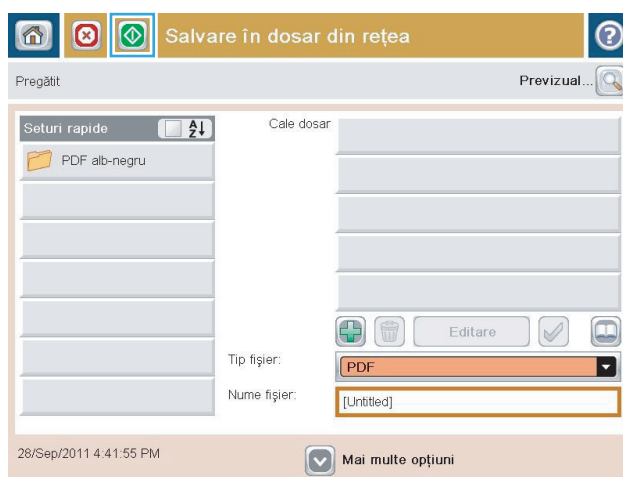 Salvare în dosar din rețea
Pregătit
Previzual...
Seturi rapide
A
Z
Cale dosar
PDF alb-negru
Editare
Tip fișier:
PDF
Nume fișier:
[Untitled]
28/Sep/2011 4:41:55 PM
Mai multe opțiuni